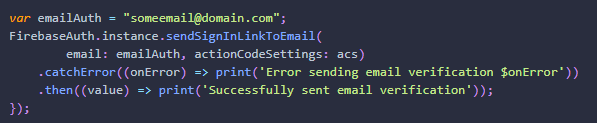 var emailAuth = "someemail@domain.com";
FirebaseAuth.instance.sendSignInLinkToEmail(
        email: emailAuth, actionCodeSettings: acs)
    .catchError((onError) => print('Error sending email verification $onError'))
    .then((value) => print('Successfully sent email verification'));
});